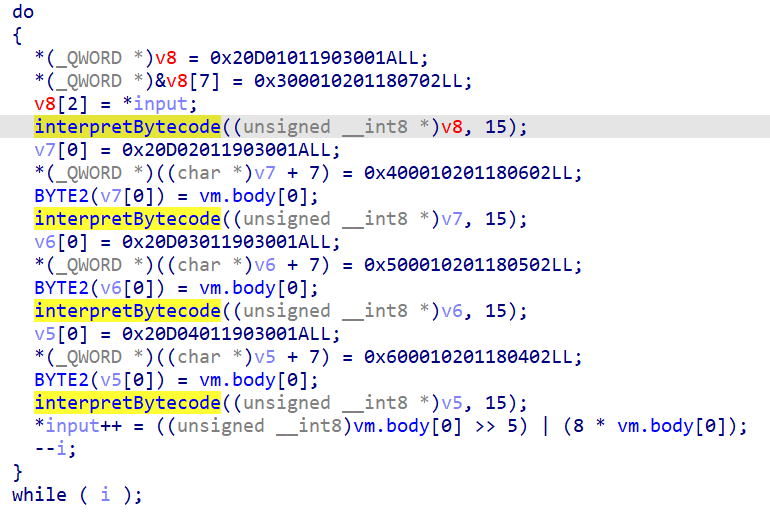 do
{
*(_QWORD *)v8 = 0x20D01011903001ALL;
*(_QWORD *)&v8[7] = 0x300010201180702LL;
v8[2] = *input;
interpretBytecode((unsigned __int8 *)v8, 15);
v7[0] = 0x20D02011903001ALL;
*(_QWORD *)((char *)v7 + 7) = 0x400010201180602LL;
BYTE2(v7[0]) = vm.body[0];
interpretBytecode((unsigned __int8 *)v7, 15);
v6[0] = 0x20D03011903001ALL;
*(_QWORD *)((char *)v6 + 7) = 0x500010201180502LL;
BYTE2(v6[0]) = vm.body[0];
interpretBytecode((unsigned __int8 *)v6, 15);
v5[0] = 0x20D04011903001ALL;
*(_QWORD *)((char *)v5 + 7) = 0x600010201180402LL;
BYTE2(v5[0]) = vm.body[0];
interpretBytecode((unsigned __int8 *)v5, 15);
*input++ = ((unsigned __int8)vm.body[0] >> 5) | (8 * vm.body[0]);
--i;
}
while ( i );